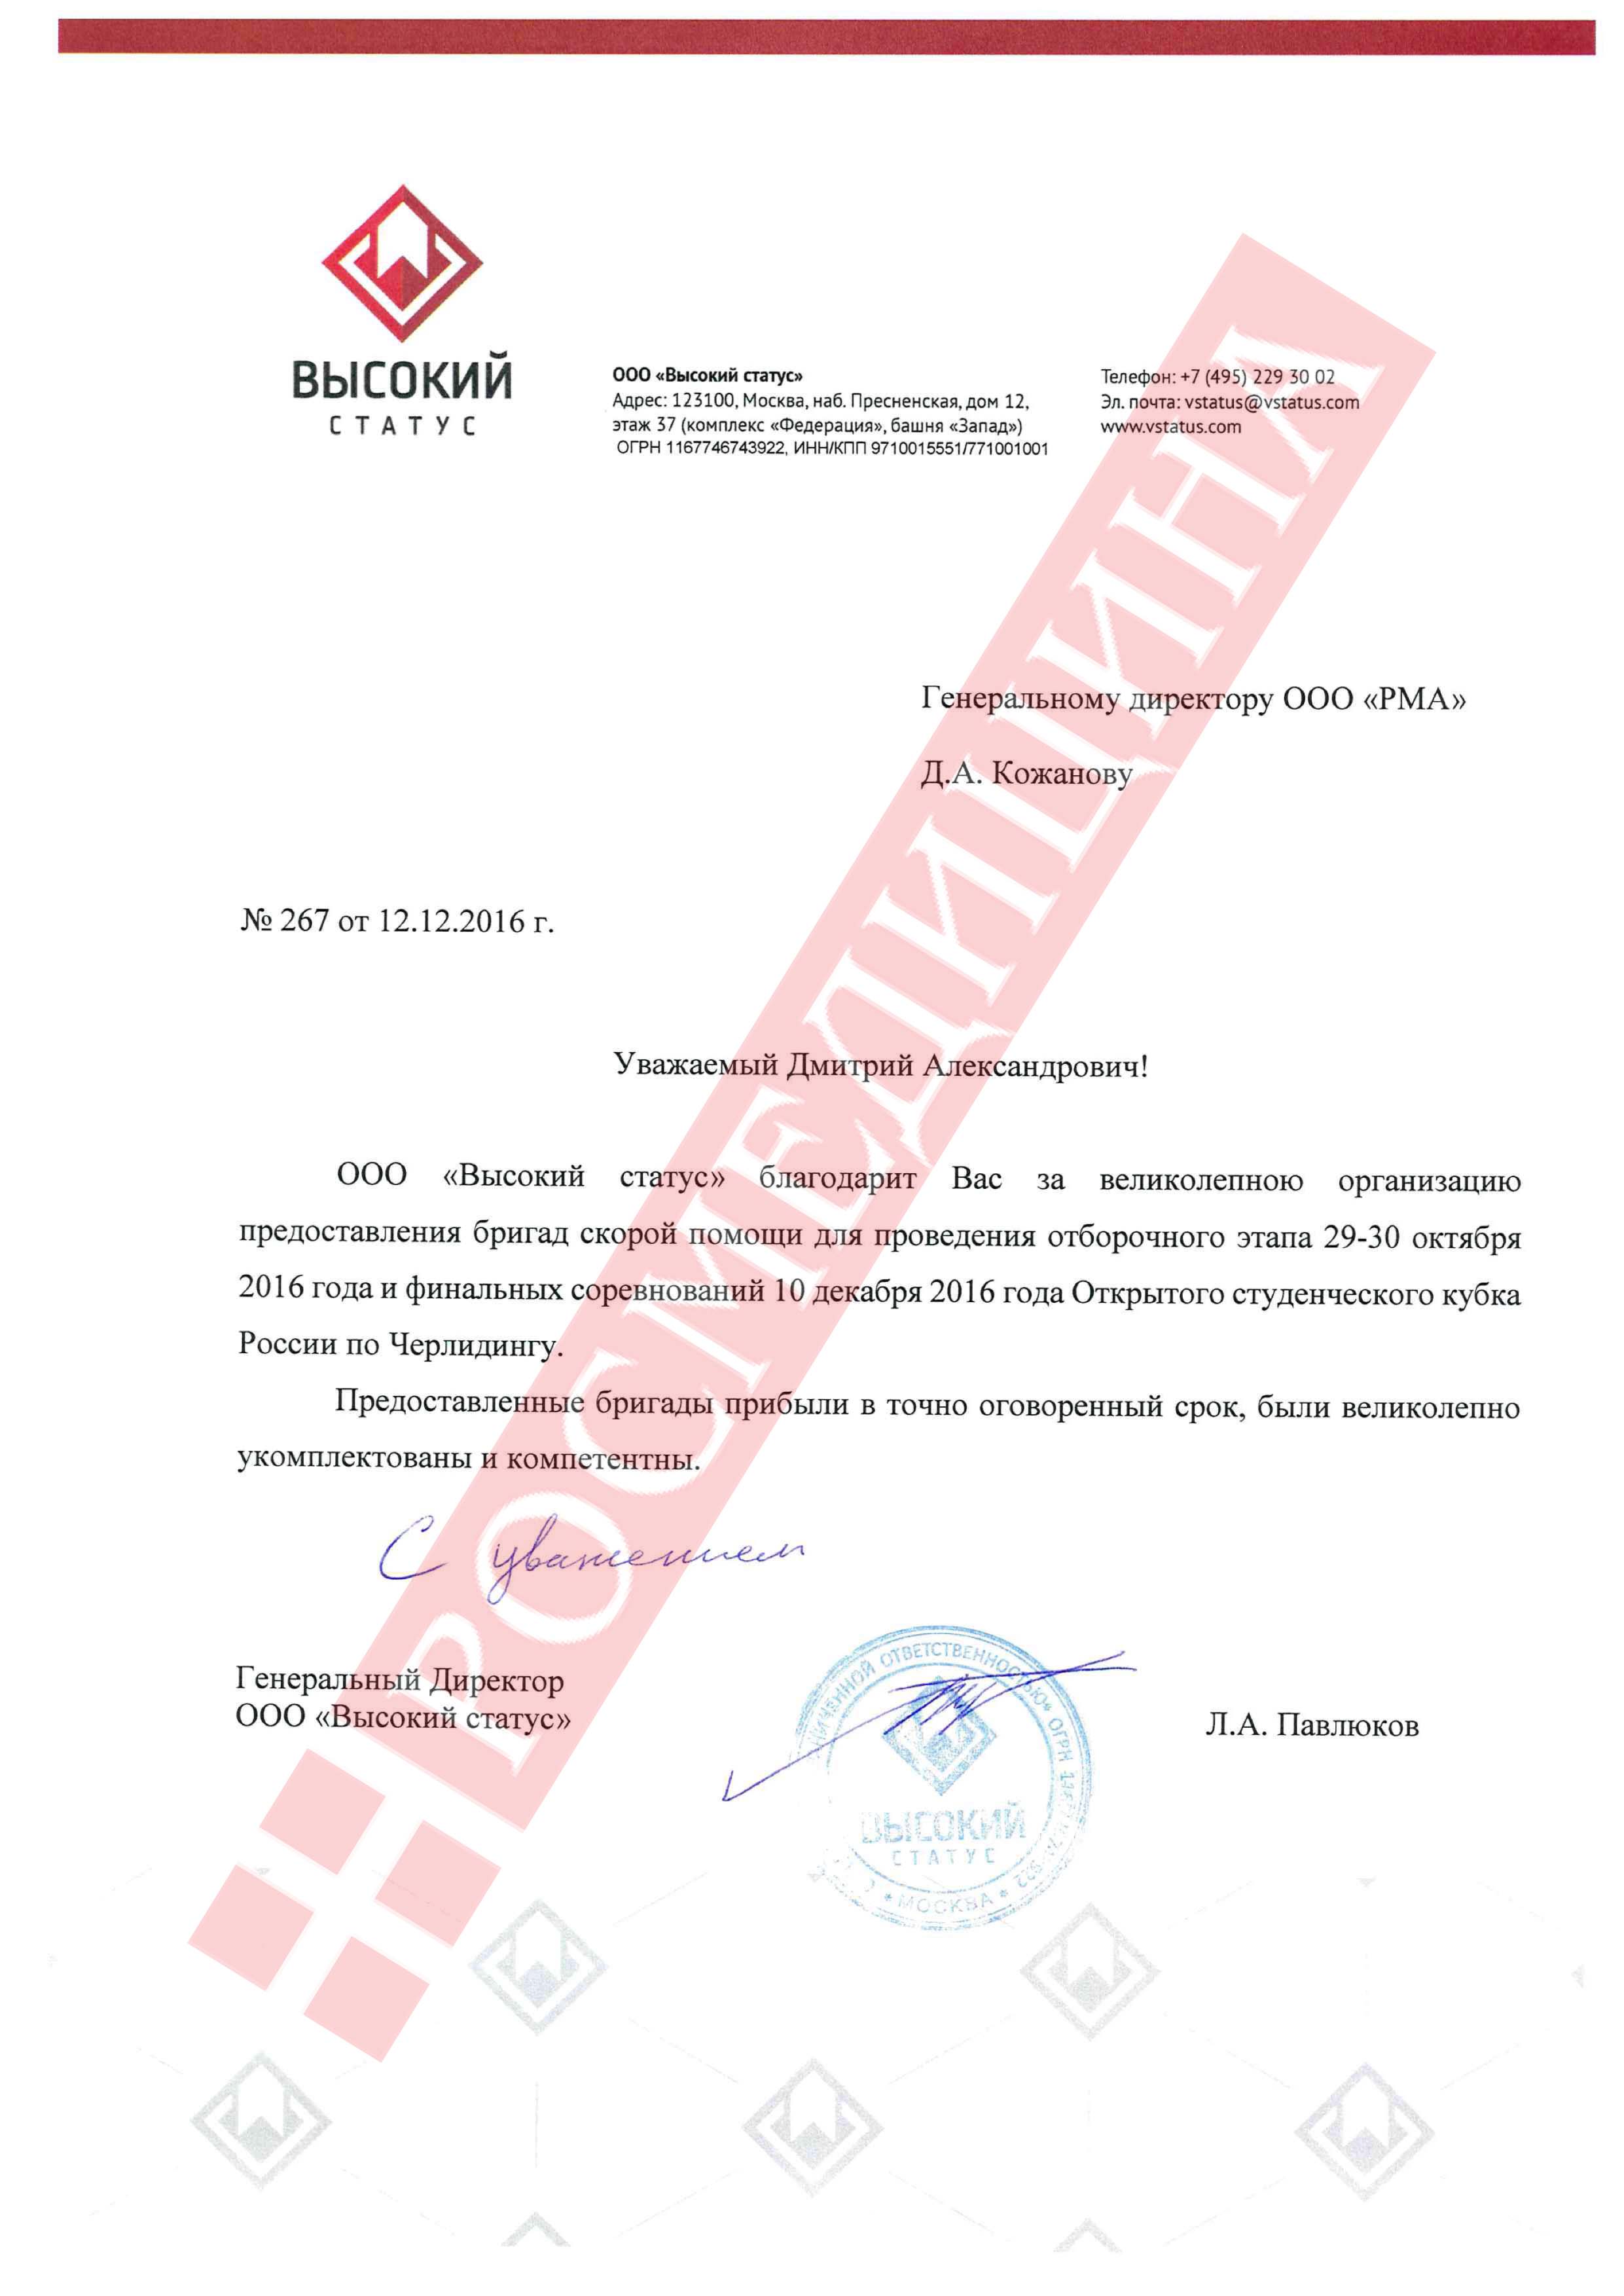 ВЫСОКИЙ
СТАТУС
ООО «Высокий статус»
Адрес: 123100, Москва, наб. Пресненская, дом 12,
этаж 37 (комплекс «Федерация», башня «Запад»)
ОГРН 1167746743922, ИНН/КПП 9710015551/771001001
Телефон: +7 (495) 229 30 02
Эл. почта: vstatus@vstatus.com
www.vstatus.com
Генеральному директору ООО «РМА»
Д.А. Кожанову
№ 267 от 12.12.2016 г.
Уважаемый Дмитрий Александрович!
ООО «Высокий статус» благодарит Вас за великолепною организацию
предоставления бригад скорой помощи для проведения отборочного этапа 29-30 октября
2016 года и финальных соревнований 10 декабря 2016 года Открытого студенческого кубка
России по Черлидингу.
Предоставленные бригады прибыли в точно оговоренный срок, были великолепно
укомплектованы и компетентны.
С уважением
Генеральный Директор
ООО «Высокий статус»
Л.А. Павлюков
ОТВЕТСТВЕННОСТЬЮ ОГРН
ВЫСОКИЙ
СТАТУС
МОСКВА
РОСМЕДИЦИНА